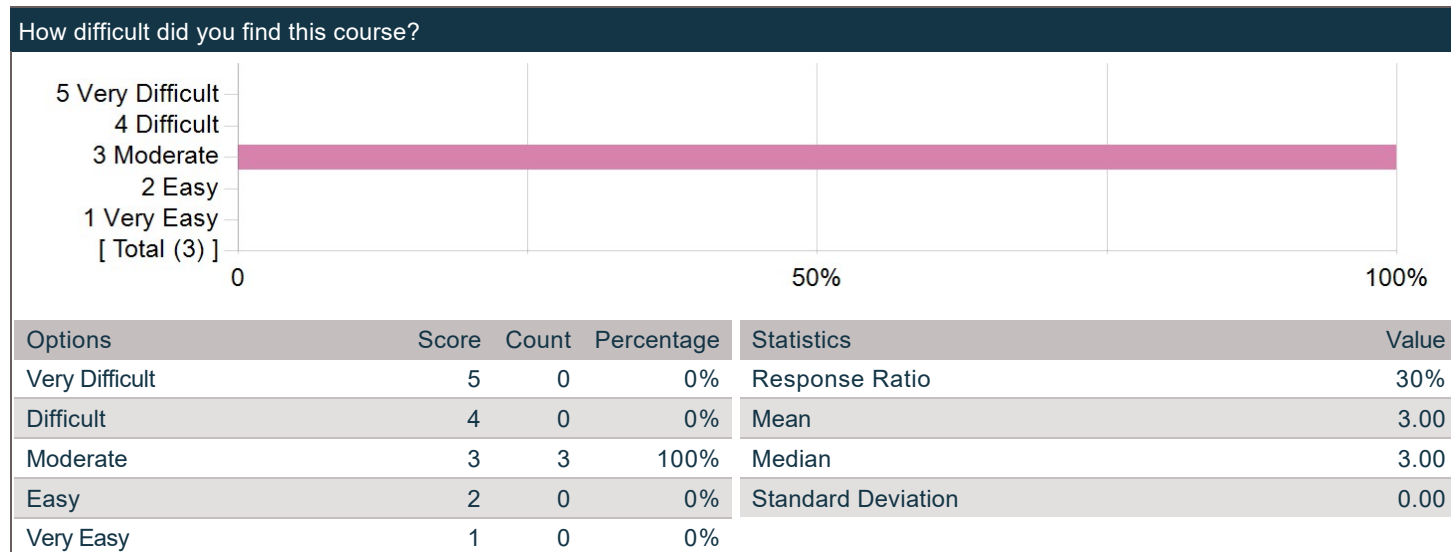 How difficult did you find this course?
5 Very Difficult
4 Difficult
3 Moderate
2 Easy
1 Very Easy
[ Total (3) ]
0 50% 100%
Options Score Count Percentage
Very Difficult 5 0 0%
Difficult 4 0 0%
Moderate 3 3 100%
Easy 2 0 0%
Very Easy 1 0 0%
Statistics Value
Response Ratio 30%
Mean 3.00
Median 3.00
Standard Deviation 0.00